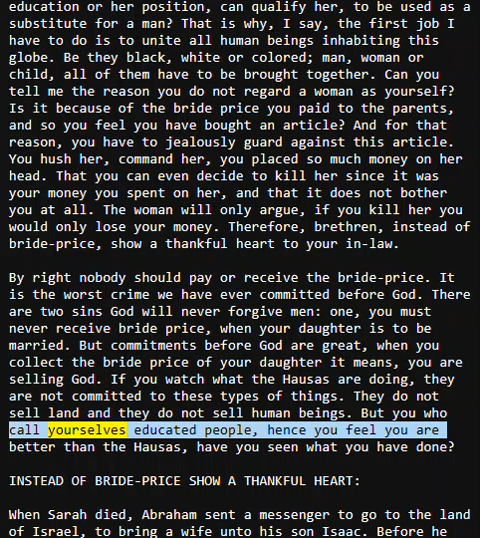 education or her position, can qualify her, to be used as a
substitute for a man? That is why, I say, the first job I
have to do is to unite all human beings inhabiting this
globe. Be they black, white or colored; man, woman or
child, all of them have to be brought together. Can you
tell me the reason you do not regard a woman as yourself?
Is it because of the bride price you paid to the parents,
and so you feel you have bought an article? And for that
reason, you have to jealously guard against this article.
You hush her, command her, you placed so much money on her
head. That you can even decide to kill her since it was
your money you spent on her, and that it does not bother
you at all. The woman will only argue, if you kill her you
would only lose your money. Therefore, brethren, instead of
bride-price, show a thankful heart to your in-law.

By right nobody should pay or receive the bride-price. It
is the worst crime we have ever committed before God. There
are two sins God will never forgive men: one, you must
never receive bride price, when your daughter is to be
married. But commitments before God are great, when you
collect the bride price of your daughter it means, you are
selling God. If you watch what the Hausas are doing, they
are not committed to these types of things. They do not
sell land and they do not sell human beings. But you who
call yourselves educated people, hence you feel you are
better than the Hausas, have you seen what you have done?

INSTEAD OF BRIDE-PRICE SHOW A THANKFUL HEART:

When Sarah died, Abraham sent a messenger to go to the land
of Israel, to bring a wife unto his son Isaac. Before he